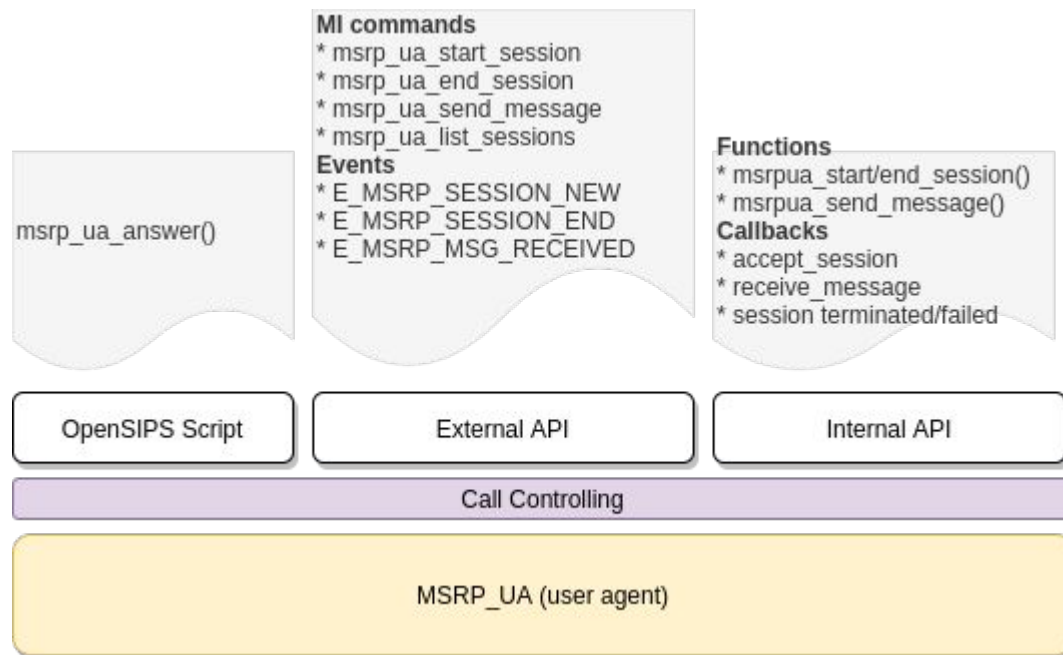 msrp_ua_answer()
MI commands
* msrp_ua_start_session
* msrp_ua_end_session
* msrp_ua_send_message
* msrp_ua_list_sessions
Events
* E_MSRP_SESSION_NEW
* E_MSRP_SESSION_END
* E_MSRP_MSG_RECEIVED
Functions
* msrpua_start/end_session()
* msrpua_send_message()
Callbacks
* accept_session
* receive_message
* session terminated/failed
OpenSIPS Script
External API
Internal API
Call Controlling
MSRP_UA (user agent)